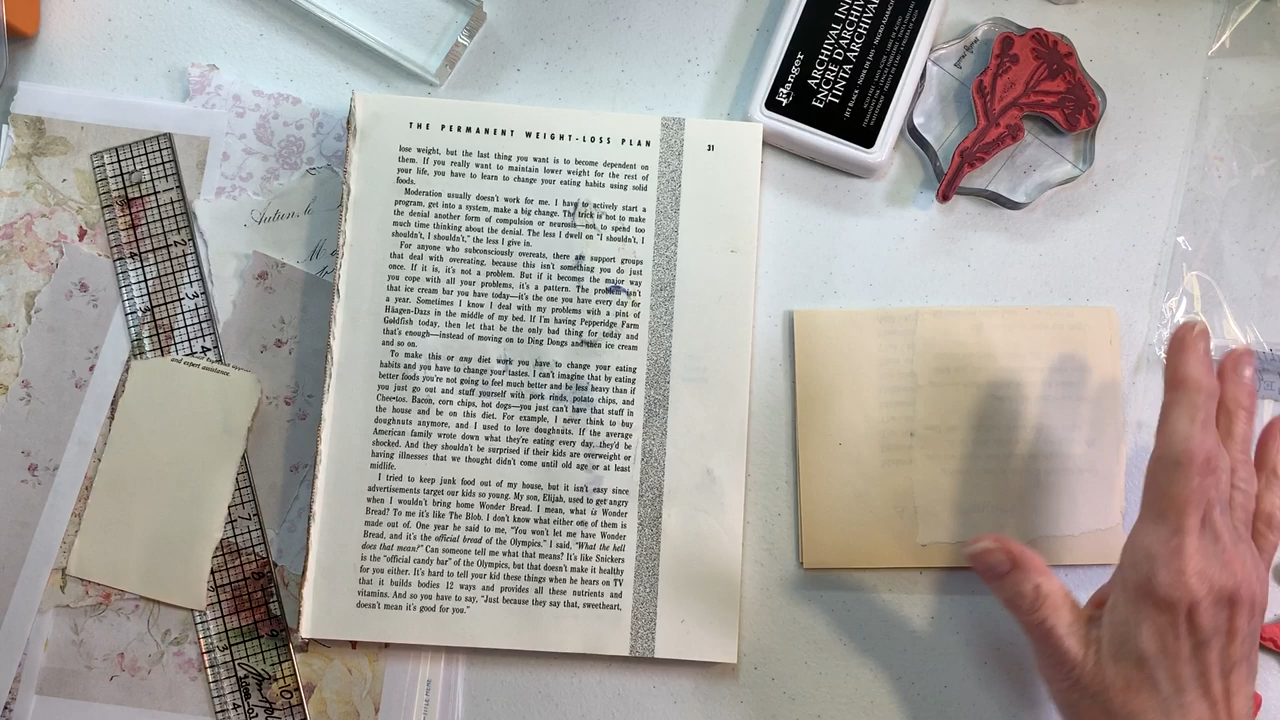 THE PERMANENT WEIGHT-LOSS PLAN 31
lose weight, but the last thing you want is to become dependent on
them. If you really want to maintain lower weight for the rest of
your life, you have to learn to change your eating habits using solid
foods.
Moderation usually doesn't work for me. I have to actively start a
program, get into a system, make a big change. The trick is not to make
the denial another form of compulsion or neurosis—not to spend too
much time thinking about the denial. The less I dwell on "I shouldn't, I
shouldn't, I shouldn't," the less I give in.
For anyone who subconsciously overeats, there are support groups
that deal with overeating, because this isn't something you do just
once. If it is, it's not a problem. But if it becomes the major way
you cope with all your problems, it's a pattern. The problem isn't
that ice cream bar you have today—it's the one you have every day for
a year. Sometimes I know I deal with my problems with a pint of
Häagen-Dazs in the middle of my bed. If I'm having Pepperidge Farm
Goldfish today, then let that be the only bad thing for today and
that's enough—instead of moving on to Ding Dongs and then ice cream
and so on.
To make this or any diet work you have to change your eating
habits and you have to change your tastes. I can't imagine that by eating
better foods you're not going to feel much better and be less heavy than if
you just go out and stuff yourself with pork rinds, potato chips, and
Chee•tos. Bacon, corn chips, hot dogs—you just can't have that stuff in
the house and be on this diet. For example, I never think to buy
doughnuts anymore, and I used to love doughnuts. If the average
American family wrote down what they're eating every day, they'd be
shocked. And they shouldn't be surprised if their kids are overweight or
having illnesses that we thought didn't come until old age or at least
midlife.
I tried to keep junk food out of my house, but it isn't easy since
advertisements target our kids so young. My son, Elijah, used to get angry
when I wouldn't bring home Wonder Bread. I mean, what is Wonder
Bread? To me it's like The Blob. I don't know what either one of them is
made out of. One year he said to me, "You won't let me have Wonder
Bread, and it's the official bread of the Olympics." I said, "What the hell
does that mean?" Can someone tell me what that means? It's like Snickers
is the "official candy bar" of the Olympics, but that doesn't make it healthy
for you either. It's hard to tell your kid these things when he hears on TV
that it builds bodies 12 ways and provides all these nutrients and
vitamins. And so you have to say, "Just because they say that, sweetheart,
doesn't mean it's good for you."
and expert assistance.
Ranger
ARCHIVAL IN
ENCRE D'ARCHIV
TINTA ARCHIVAL
JET BLACK • NOIR DE JAIS • NEGRO AZABACHE